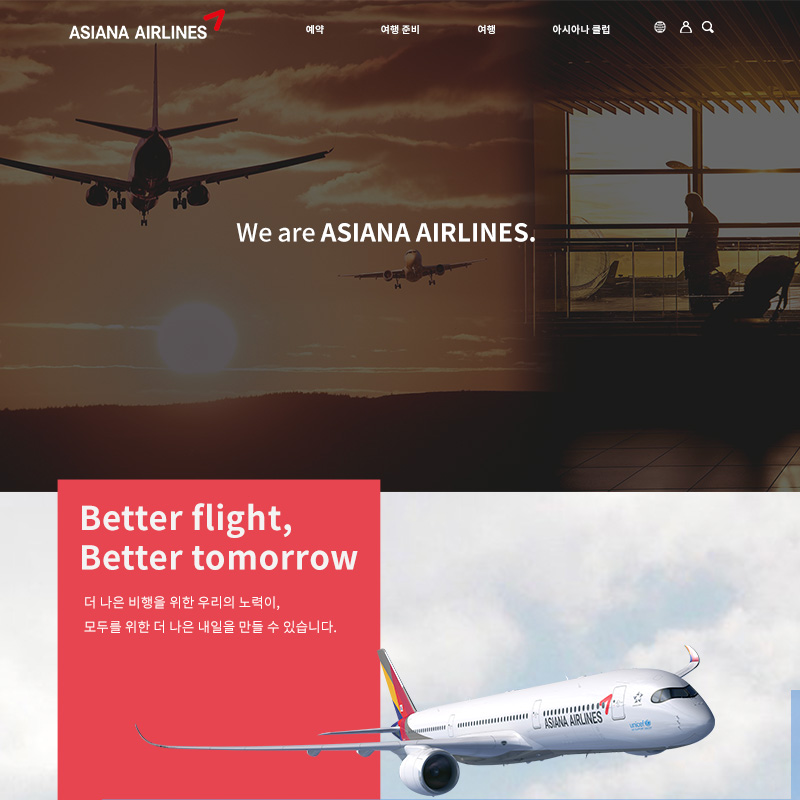 ASIANA AIRLINES
예약 여행 준비 여행 아시아나 클럽
We are ASIANA AIRLINES.
Better flight,
Better tomorrow
더 나은 비행을 위한 우리의 노력이,
모두를 위한 더 나은 내일을 만들 수 있습니다.
ASIANA AIRLINES
unicef